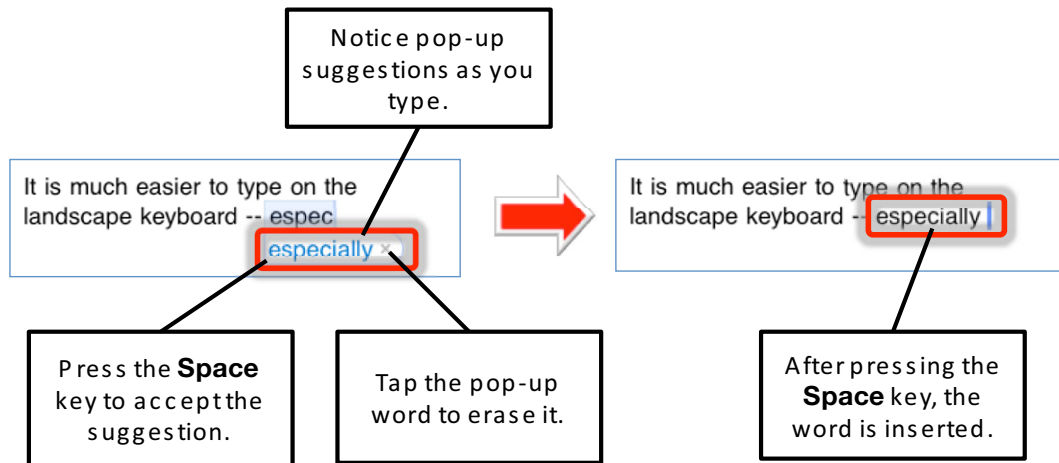 Notice pop-up
suggestions as you
type.
It is much easier to type on the
landscape keyboard -- espec
especially ×
It is much easier to type on the
landscape keyboard -- especially
Press the Space
key to accept the
suggestion.
Tap the pop-up
word to erase it.
After pressing the
Space key, the
word is inserted.